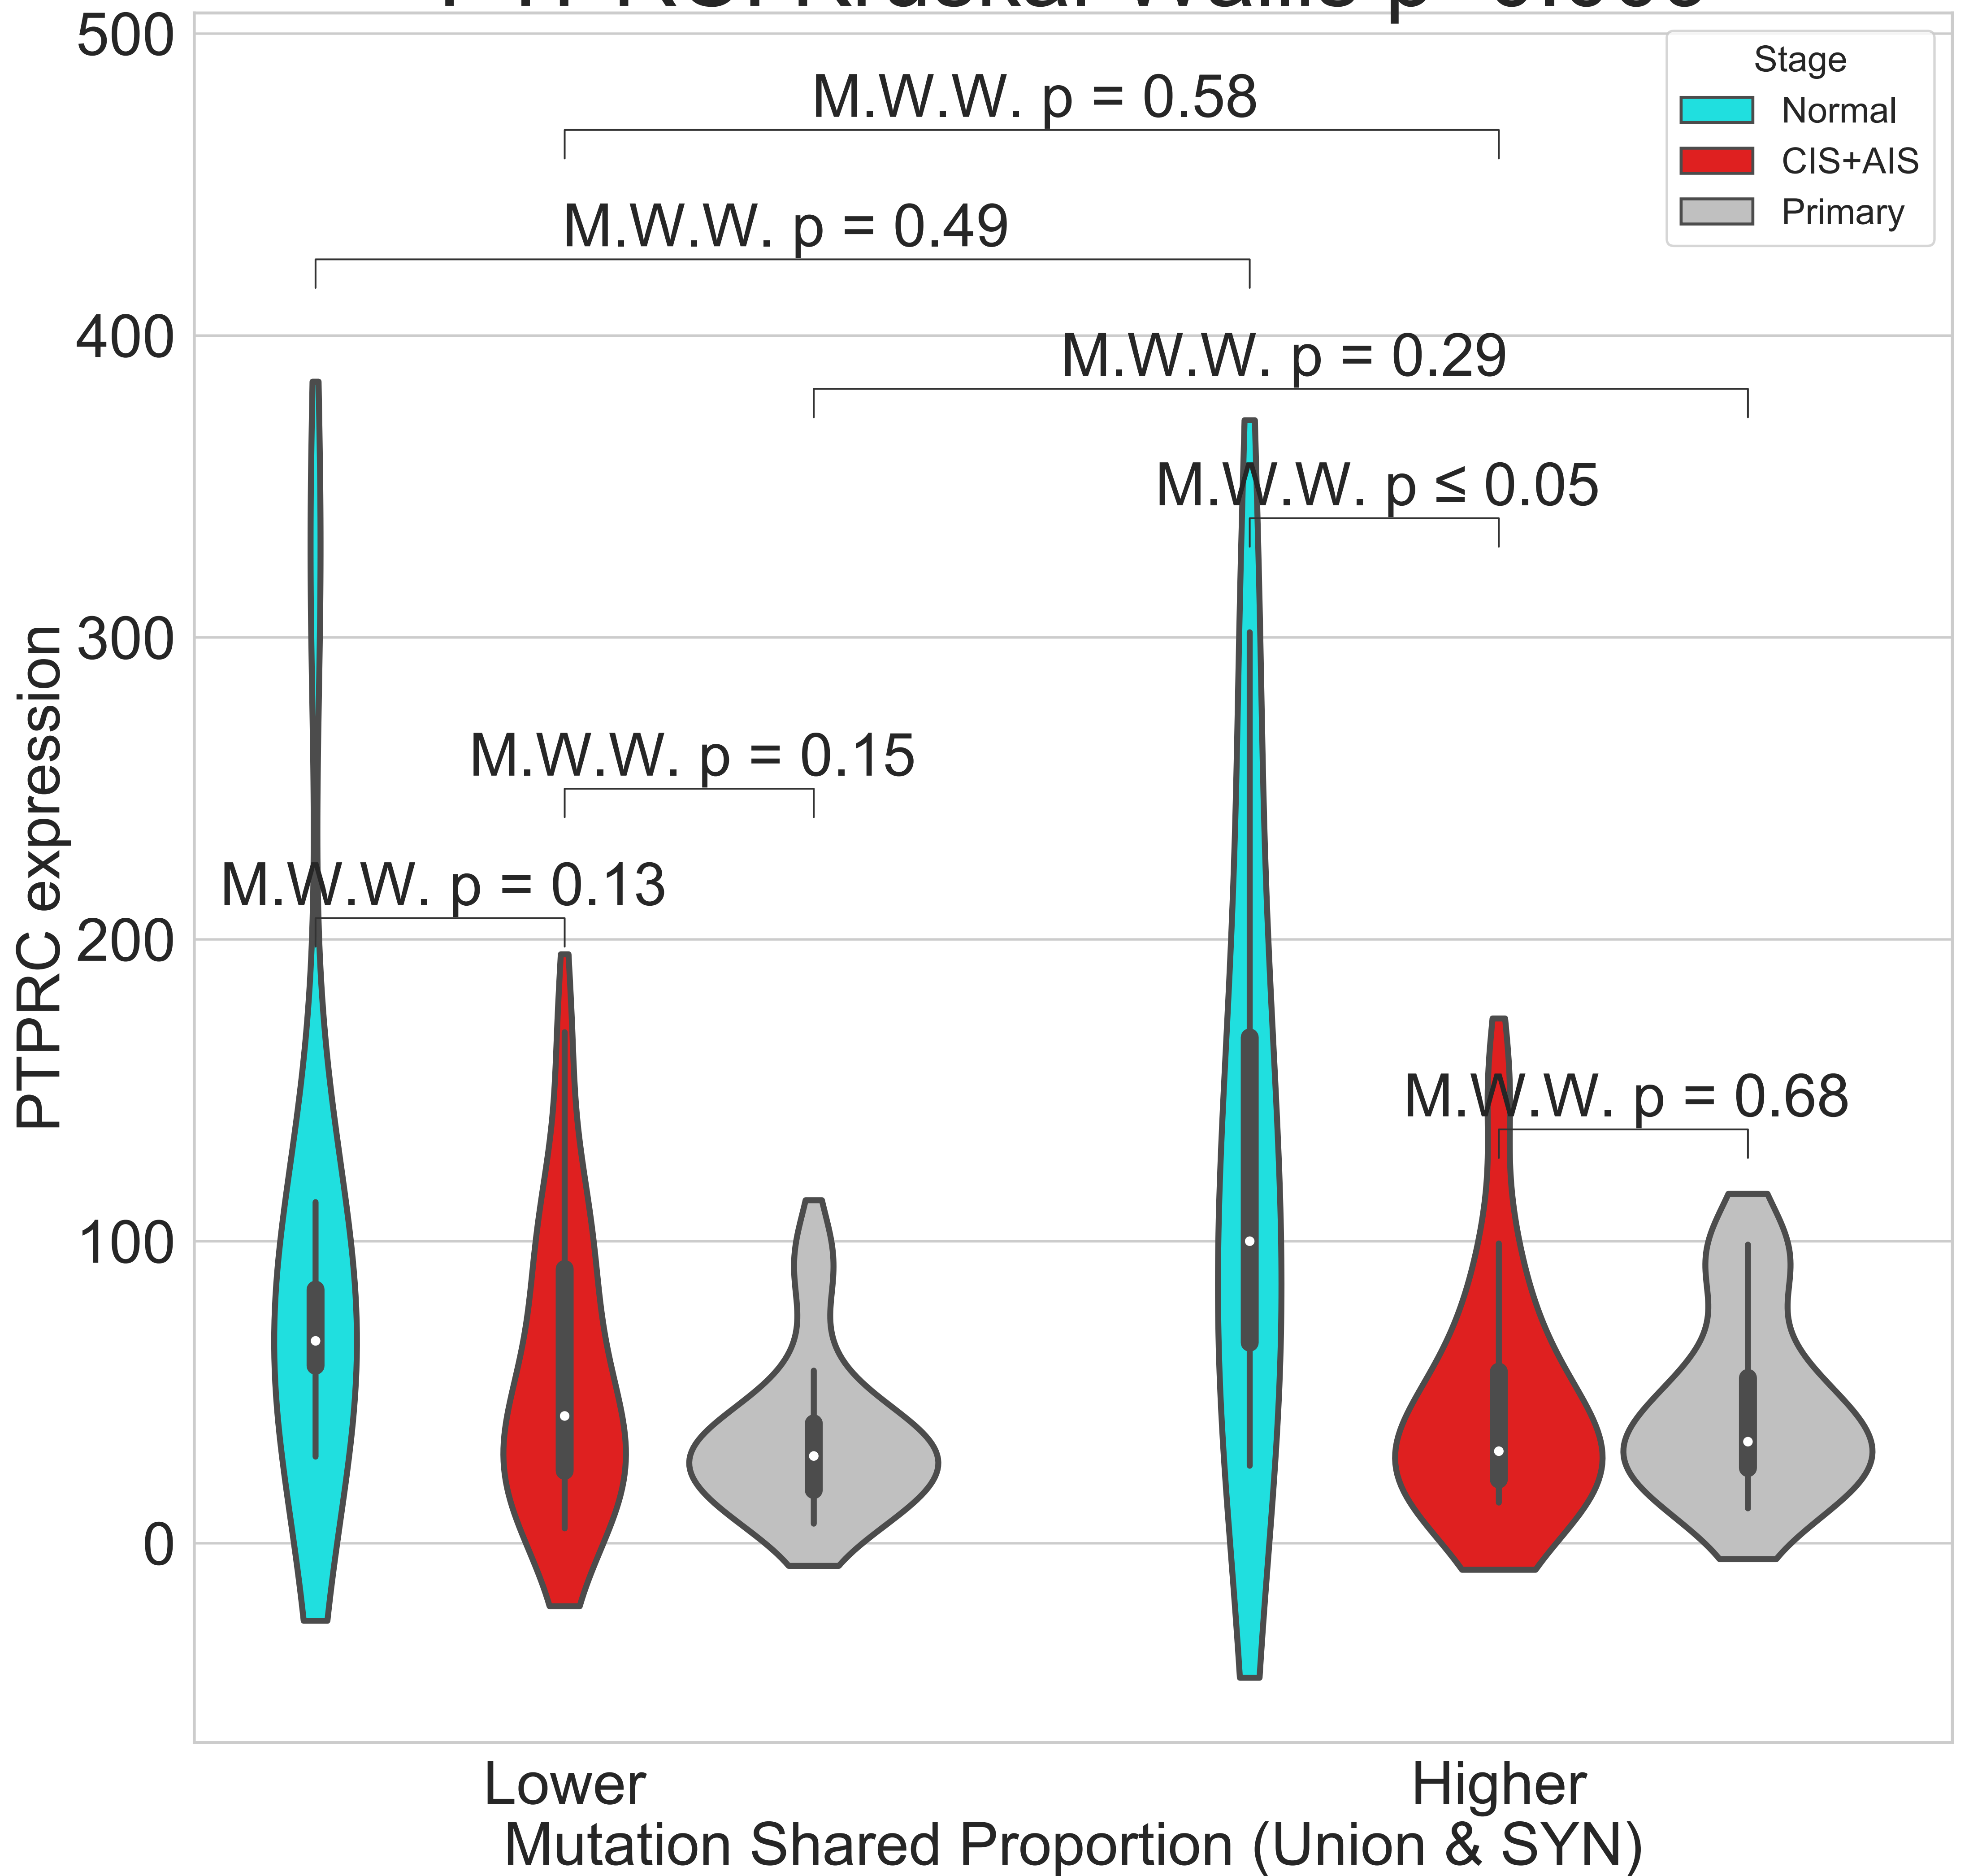 500
M.W.W. p = 0.58
M.W.W. p = 0.49
400
M.W.W. p = 0.29
M.W.W. p ≤ 0.05
300
M.W.W. p = 0.15
M.W.W. p = 0.13
200
M.W.W. p = 0.68
100
0
PTPRC expression
Stage
Normal
CIS+AIS
Primary
Lower
Higher
Mutation Shared Proportion (Union & SYN)